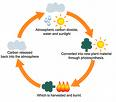 Atmospheric carbon dioxide,
water and sunlight
Converted into new plant material
through photosynthesis
Which is harvested and burnt
Carbon released
back into the atmosphere